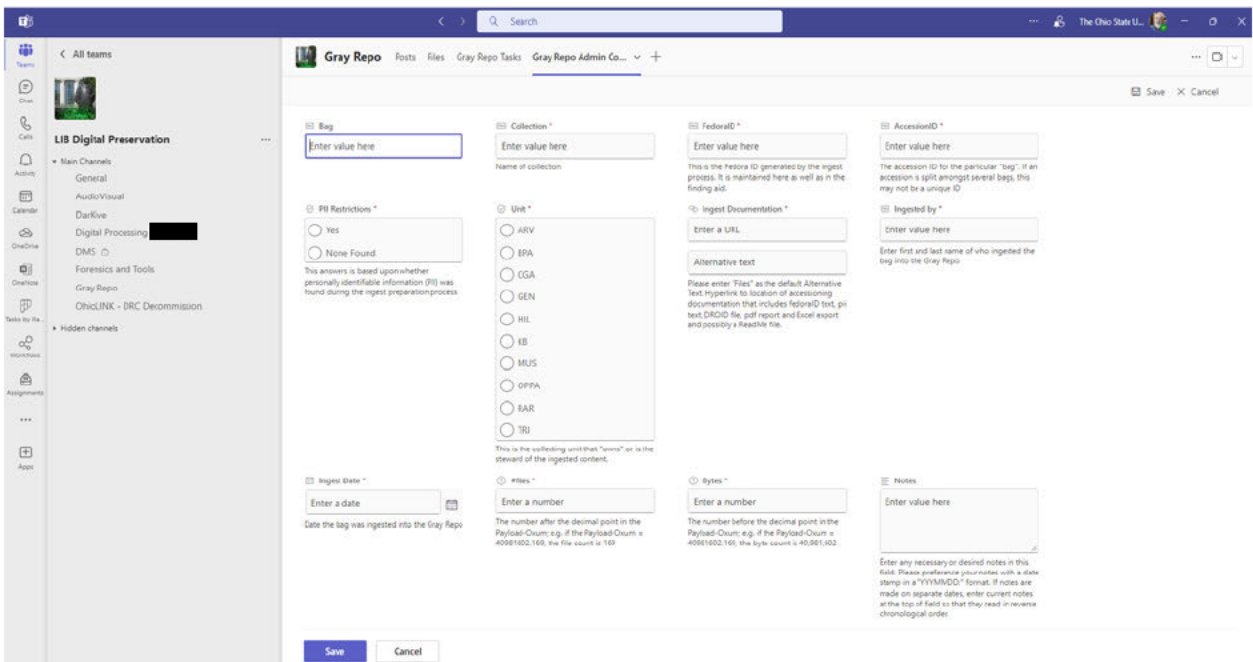 Search
The Ohio State U...
Teams
Chat
Calls
Activity
Calendar
OneDrive
OneNote
Tasks by Pla...
Workflows
Assignments
Apps
All teams
LIB Digital Preservation
Main Channels
General
AudioVisual
DarKive
Digital Processing
DMS
Forensics and Tools
Gray Repo
OhioLINK - DRC Decommission
Hidden channels
Gray Repo Posts Files Gray Repo Tasks Gray Repo Admin Co...
Save Cancel
Bag
Enter value here
Collection *
Enter value here
Name of collection
FedoraID *
Enter value here
This is the Fedora ID generated by the ingest
process. It is maintained here as well as in the
finding aid.
AccessionID *
Enter value here
The accession ID for the particular "bag". If an
accession is split amongst several bags, this
may not be a unique ID
PII Restrictions *
Yes
None Found
This answer is based upon whether
personally identifiable information (PII) was
found during the ingest preparation process
Unit *
ARV
BPA
CGA
GEN
HIL
KB
MUS
OPPA
RAR
TRI
This is the collecting unit that "owns" or is the
steward of the ingested content.
Ingest Documentation *
Enter a URL
Alternative text
Please enter "Files" as the default Alternative
Text. Hyperlink to location of accessioning
documentation that includes fedoraID text, pii
text, DROID file, pdf report and Excel export
and possibly a ReadMe file.
Ingested by *
Enter value here
Enter first and last name of who ingested the
bag into the Gray Repo
Ingest Date *
Enter a date
Date the bag was ingested into the Gray Repo
#Files *
Enter a number
The number after the decimal point in the
Payload-Oxum; e.g. if the Payload-Oxum =
40981602.169, the file count is 169
Bytes *
Enter a number
The number before the decimal point in the
Payload-Oxum; e.g. if the Payload-Oxum =
40981602.169, the byte count is 40,981,602
Notes
Enter value here
Enter any necessary or desired notes in this
field. Please preference your notes with a date
stamp in a "YYYMMDD:" format. If notes are
made on separate dates, enter current notes
at the top of field so that they read in reverse
chronological order.
Save Cancel